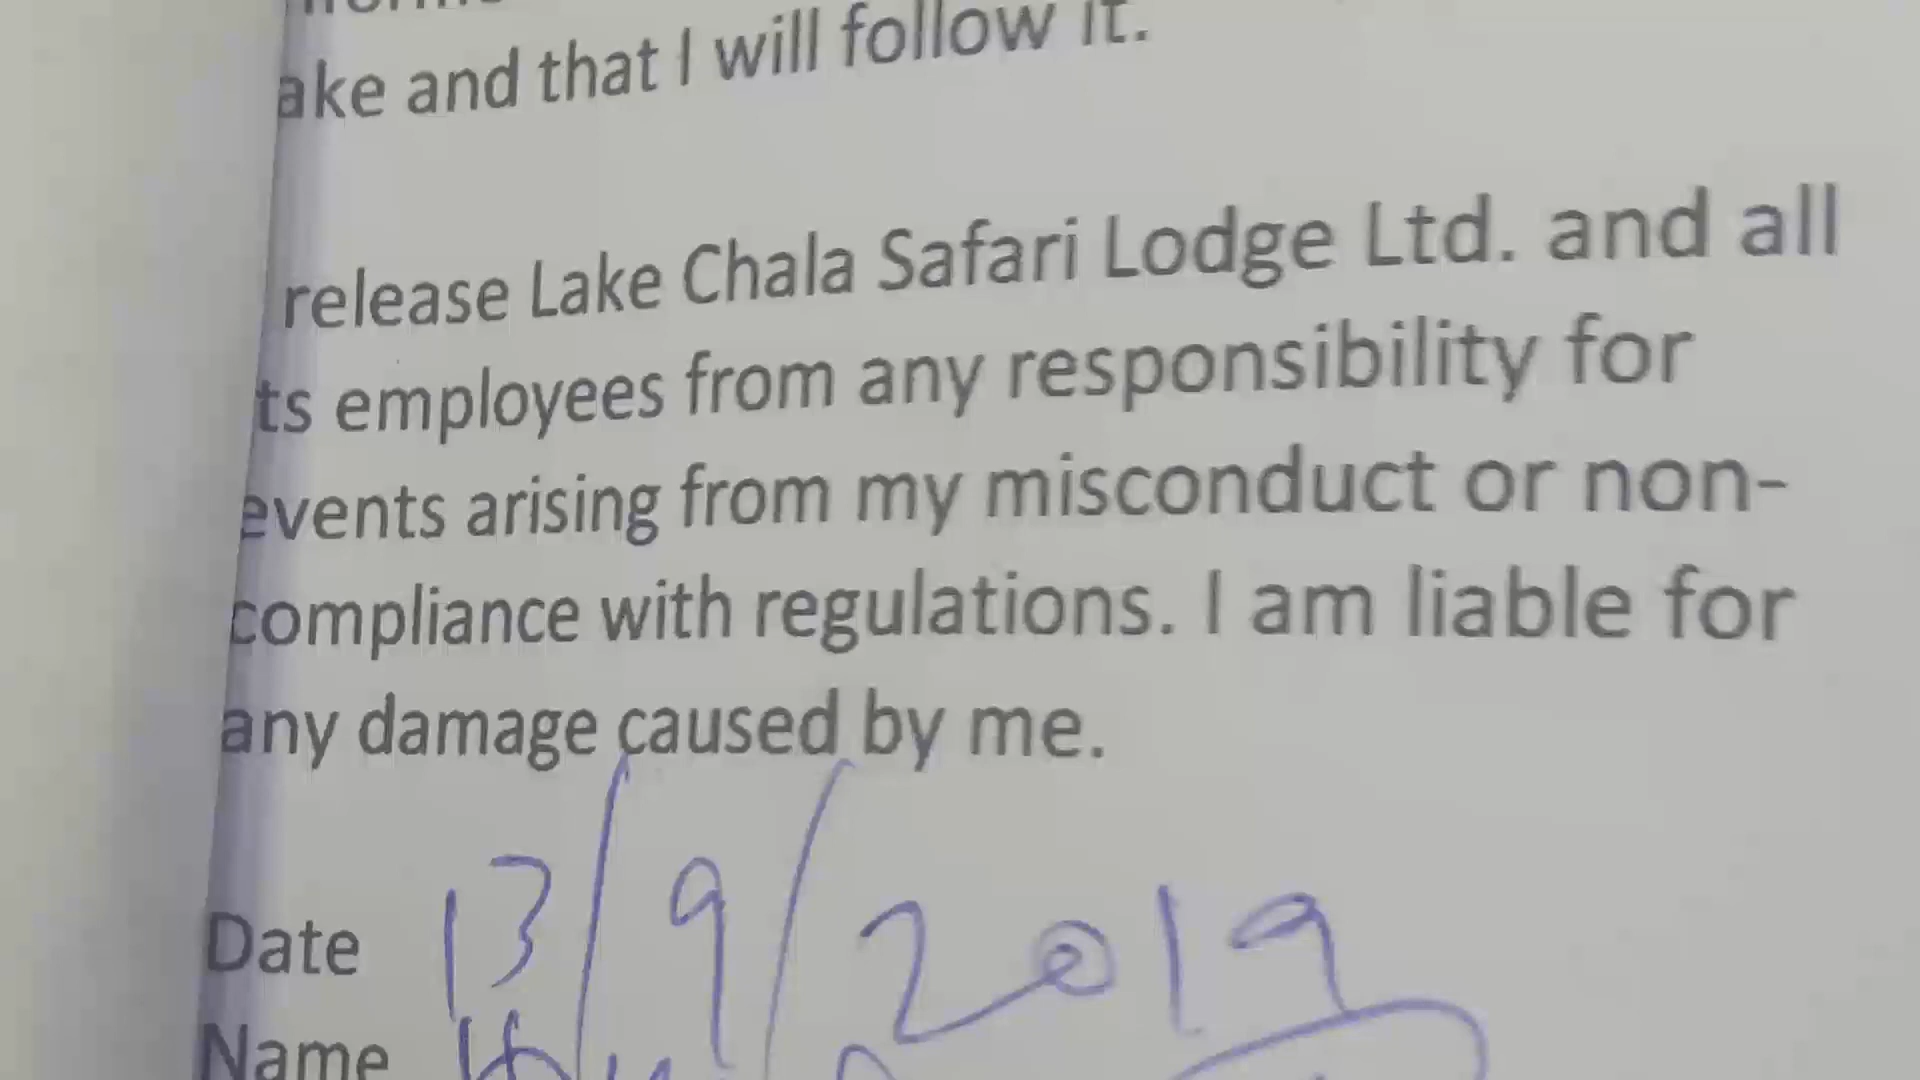 ake and that I will follow it.
release Lake Chala Safari Lodge Ltd. and all
ts employees from any responsibility for
events arising from my misconduct or non-
compliance with regulations. I am liable for
any damage caused by me.
Date 13/9/2019
Name